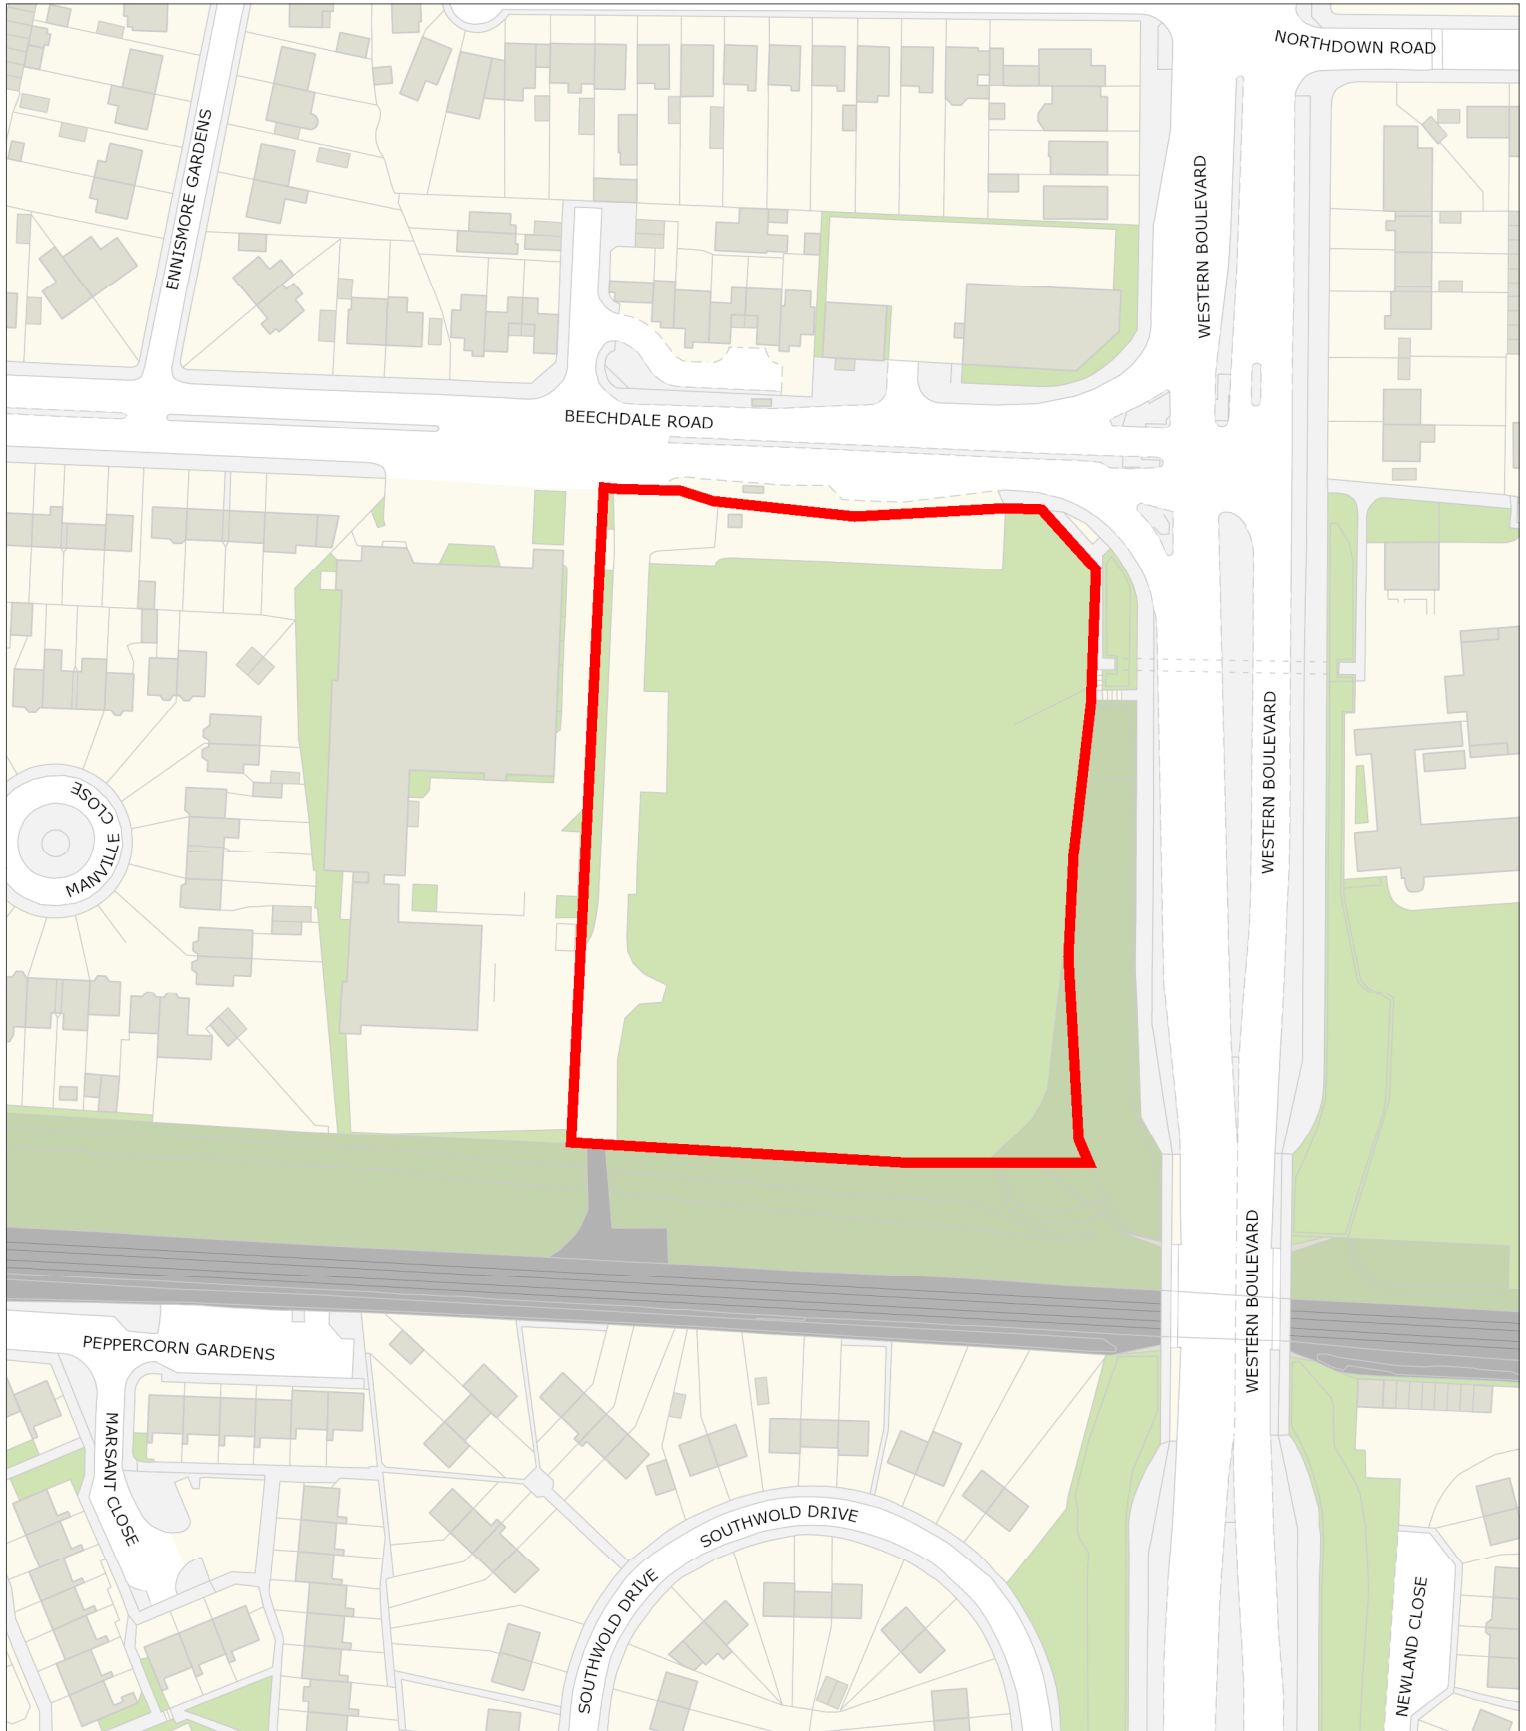 NORTHDOWN ROAD
ENNISMORE GARDENS
WESTERN BOULEVARD
BEECHDALE ROAD
WESTERN BOULEVARD
MANVILLE CLOSE
WESTERN BOULEVARD
PEPPERCORN GARDENS
MARSANT CLOSE
SOUTHWOLD DRIVE
SOUTHWOLD DRIVE
NEWLAND CLOSE